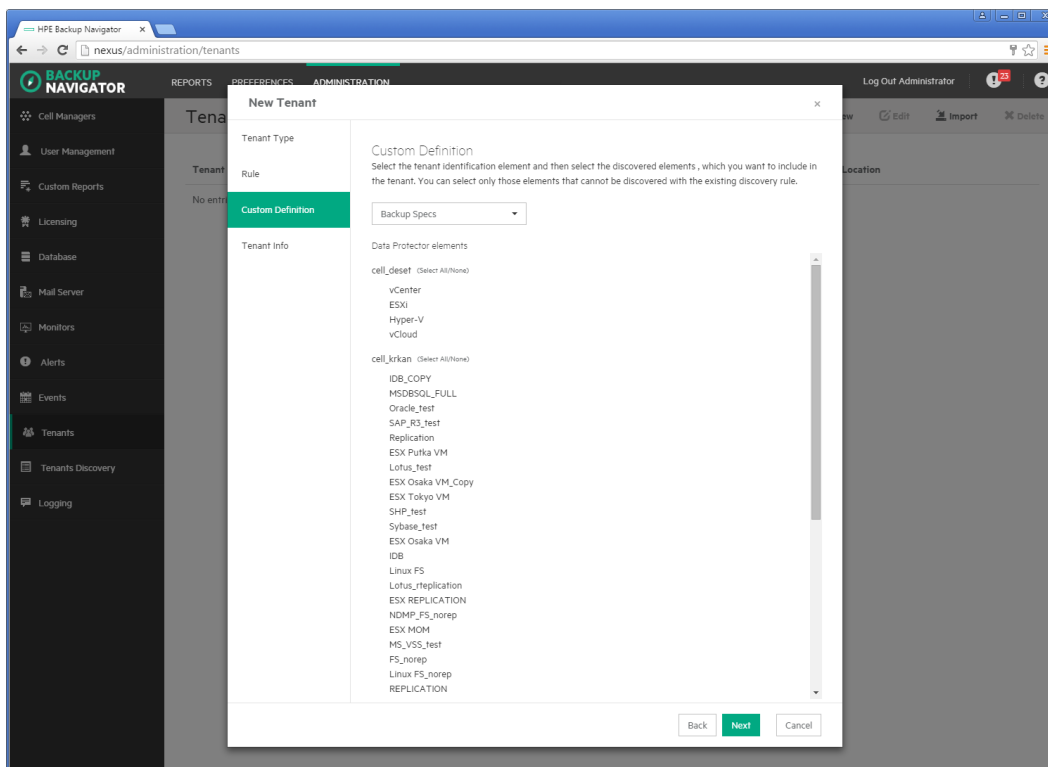 HPE Backup Navigator
nexus/administration/tenants
BACKUP
NAVIGATOR
REPORTS
PREFERENCES
ADMINISTRATION
Log Out Administrator
23
Cell Managers
User Management
Custom Reports
Licensing
Database
Mail Server
Monitors
Alerts
Events
Tenants
Tenants Discovery
Logging
Edit
Import
Delete
Tenant
Location
New Tenant
Tenant Type
Rule
Custom Definition
Tenant Info
Custom Definition
Select the tenant identification element and then select the discovered elements , which you want to include in
the tenant. You can select only those elements that cannot be discovered with the existing discovery rule.
Backup Specs
Data Protector elements
cell_deset (Select All/None)
vCenter
ESXi
Hyper-V
vCloud
cell_krkan (Select All/None)
IDB_COPY
MSDBSQL_FULL
Oracle_test
SAP_R3_test
Replication
ESX Putka VM
Lotus_test
ESX Osaka VM_Copy
ESX Tokyo VM
SHP_test
Sybase_test
ESX Osaka VM
IDB
Linux FS
Lotus_rteplication
ESX REPLICATION
NDMP_FS_norep
ESX MOM
MS_VSS_test
FS_norep
Linux FS_norep
REPLICATION
Back
Next
Cancel